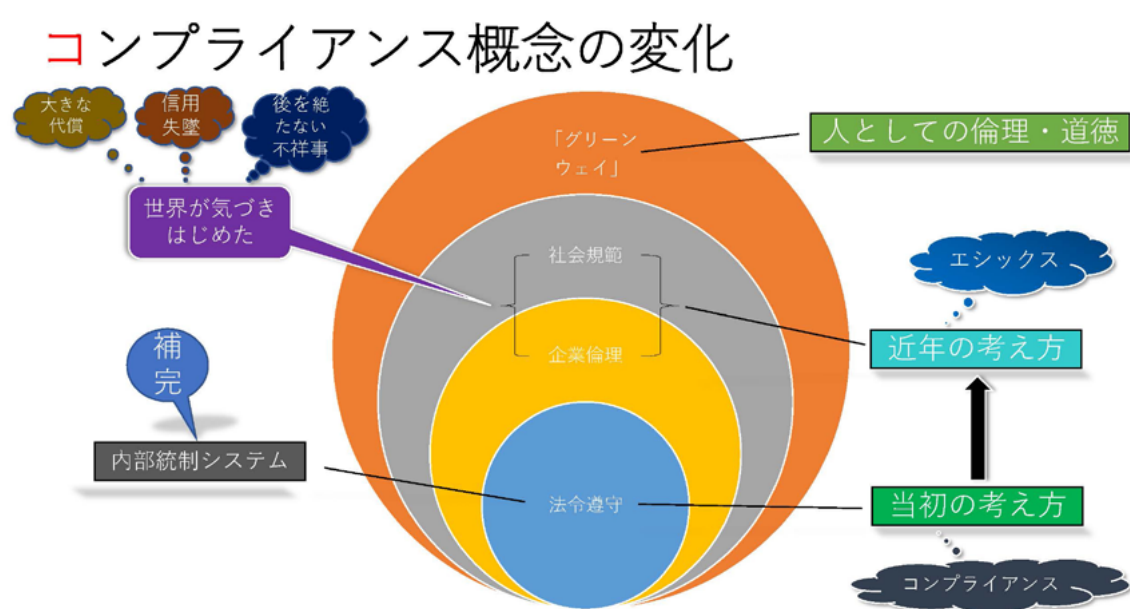 コンプライアンス概念の変化
大きな
代償
信用
失墜
後を絶
たない
不祥事
世界が気づき
はじめた
「グリーン
ウェイ」
人としての倫理・道徳
社会規範
エシックス
企業倫理
近年の考え方
補
完
内部統制システム
法令遵守
当初の考え方
コンプライアンス